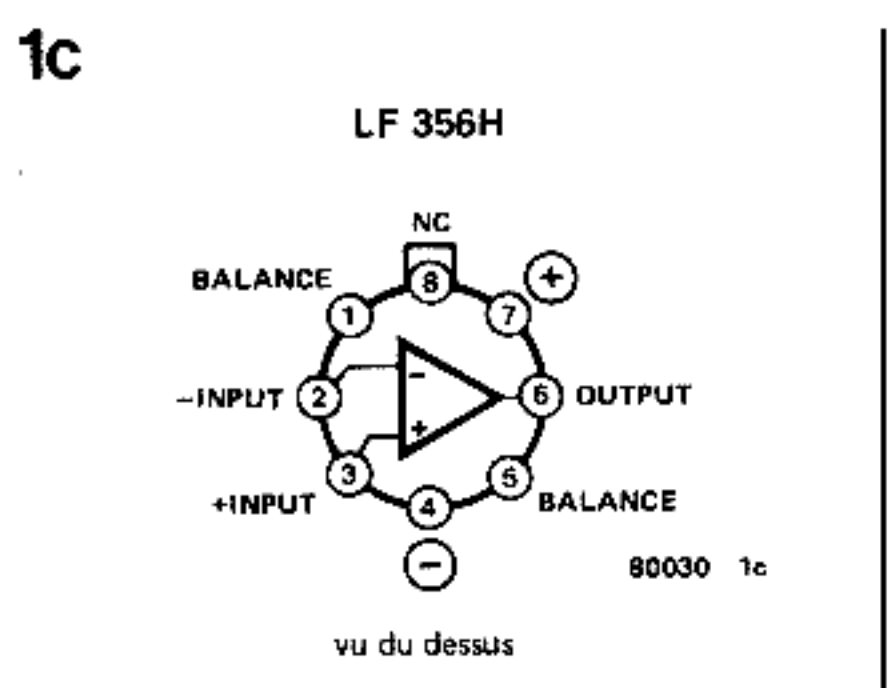 1c
LF 356H
NC
BALANCE
8
+
1
7
-
-INPUT
2
6
OUTPUT
+
3
5
+INPUT
4
BALANCE
-
80030 1c
vu du dessus